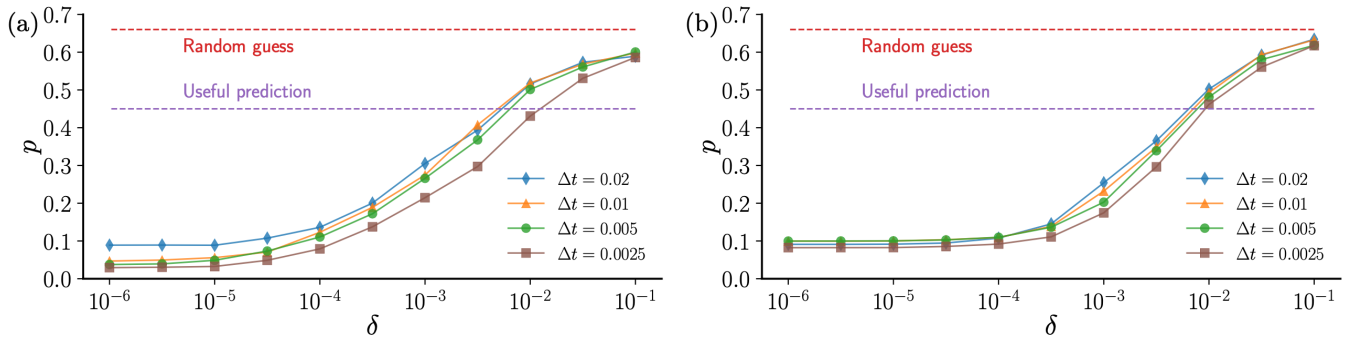 (a)
0.7
0.6
0.5
0.4
0.3
0.2
0.1
0.0
p
Random guess
Useful prediction
Δt = 0.02
Δt = 0.01
Δt = 0.005
Δt = 0.0025
10⁻⁶ 10⁻⁵ 10⁻⁴ 10⁻³ 10⁻² 10⁻¹
δ
(b)
0.7
0.6
0.5
0.4
0.3
0.2
0.1
0.0
p
Random guess
Useful prediction
Δt = 0.02
Δt = 0.01
Δt = 0.005
Δt = 0.0025
10⁻⁶ 10⁻⁵ 10⁻⁴ 10⁻³ 10⁻² 10⁻¹
δ